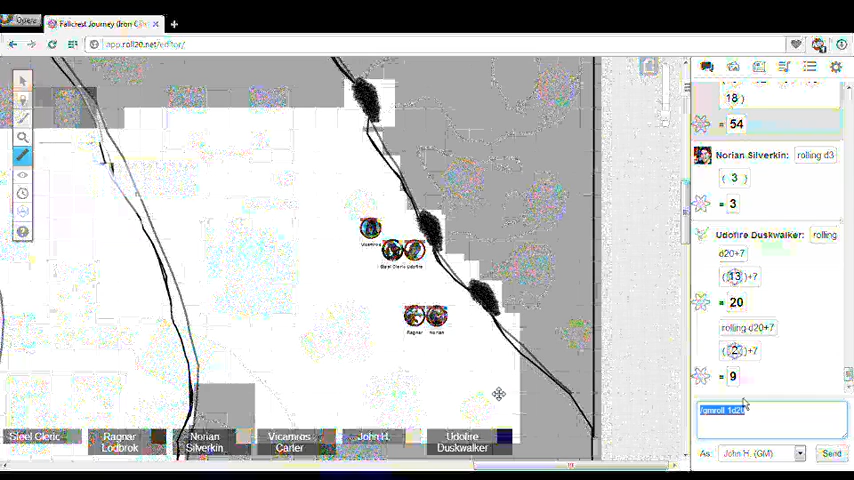 Opera
Fallcrest Journey (Iron
app.roll20.net/editor/
18 )
= 54
Norian Silverkin: rolling d3
( 3 )
= 3
Udofire Duskwalker: rolling
d20+7
(13)+7
= 20
rolling d20+7
(2)+7
= 9
/gmroll 1d20
As: John H. (GM) Send
Vicamros
Steel Cleric Udofire
Ragnar Norian
Steel Cleric
Ragnar Lodbrok
Norian Silverkin
Vicamros Carter
John H.
Udofire Duskwalker